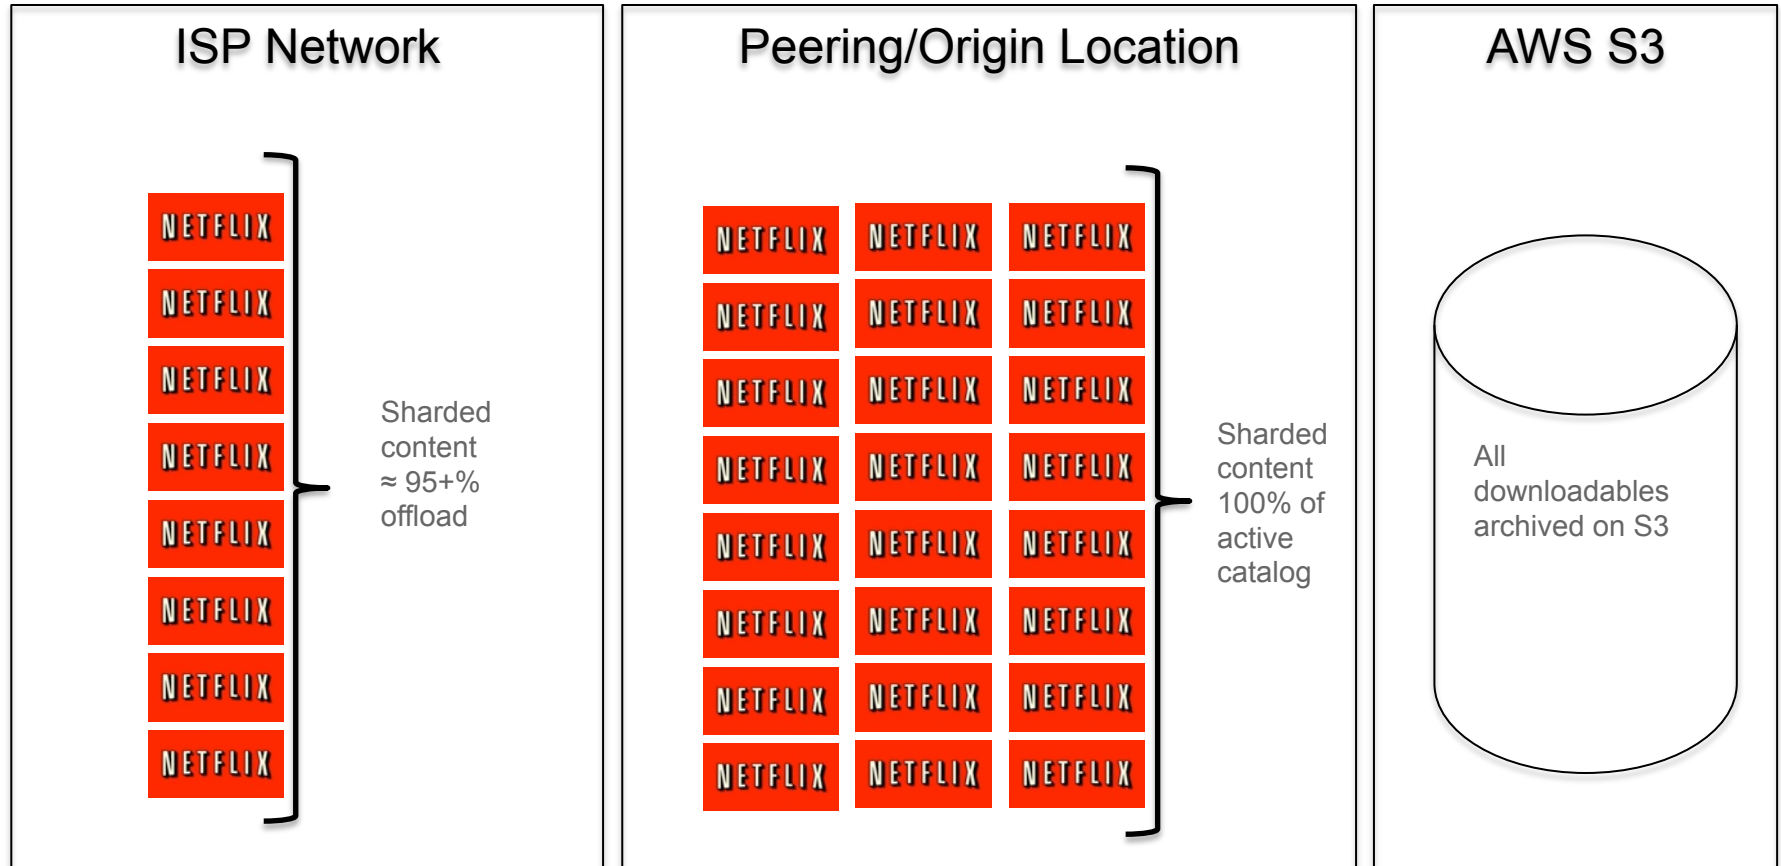 ISP Network
NETFLIX
NETFLIX
NETFLIX
NETFLIX
NETFLIX
NETFLIX
NETFLIX
NETFLIX
Sharded
content
≈ 95+%
offload
Peering/Origin Location
NETFLIX NETFLIX NETFLIX
NETFLIX NETFLIX NETFLIX
NETFLIX NETFLIX NETFLIX
NETFLIX NETFLIX NETFLIX
NETFLIX NETFLIX NETFLIX
NETFLIX NETFLIX NETFLIX
NETFLIX NETFLIX NETFLIX
NETFLIX NETFLIX NETFLIX
Sharded
content
100% of
active
catalog
AWS S3
All
downloadables
archived on S3